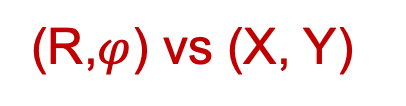 (R,φ) vs (X, Y)